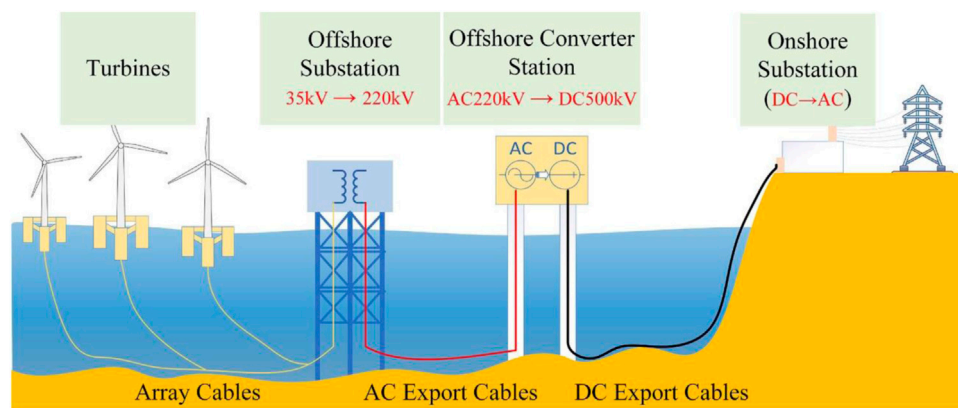 Turbines
Offshore
Substation
35kV → 220kV
Offshore Converter
Station
AC220kV → DC500kV
Onshore
Substation
(DC→AC)
AC DC
Array Cables
AC Export Cables
DC Export Cables